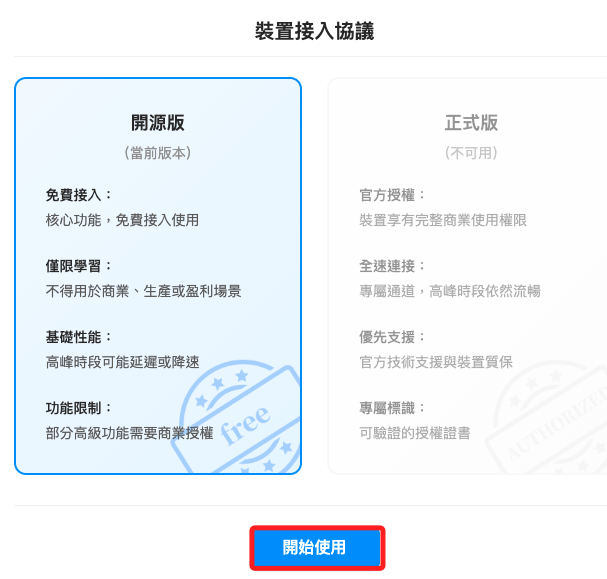 裝置接入協議
開源版
（當前版本）
免費接入：
核心功能，免費接入使用
僅限學習：
不得用於商業、生產或盈利場景
基礎性能：
高峰時段可能延遲或降速
功能限制：
部分高級功能需要商業授權
free
正式版
（不可用）
官方授權：
裝置享有完整商業使用權限
全速連接：
專屬通道，高峰時段依然流暢
優先支援：
官方技術支援與裝置質保
專屬標識：
可驗證的授權證書
AUTHORIZED
開始使用